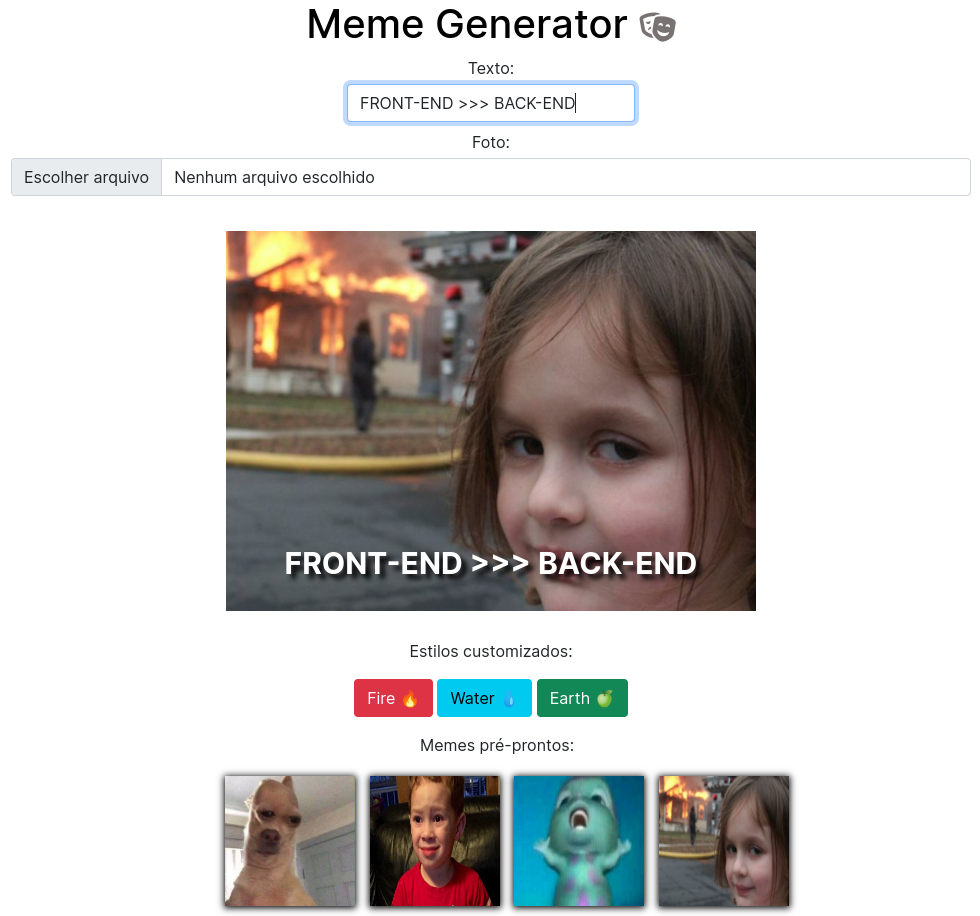 Meme Generator
Texto:
FRONT-END >>> BACK-END
Foto:
Escolher arquivo Nenhum arquivo escolhido
FRONT-END >>> BACK-END
Estilos customizados:
Fire 🔥 Water 💧 Earth 🍏
Memes pré-prontos: